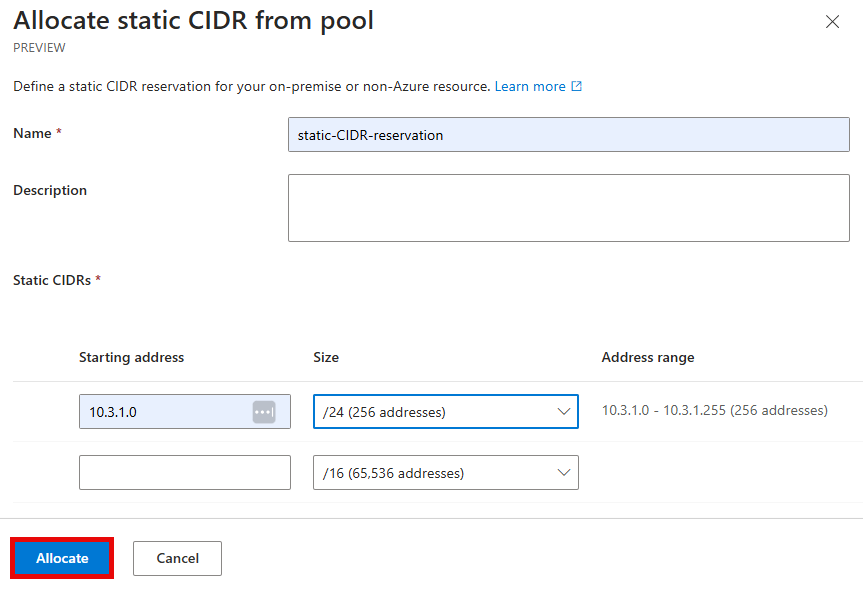 Allocate static CIDR from pool
PREVIEW
Define a static CIDR reservation for your on-premise or non-Azure resource. Learn more
Name *
static-CIDR-reservation
Description
Static CIDRs *
Starting address Size Address range
10.3.1.0 /24 (256 addresses) 10.3.1.0 - 10.3.1.255 (256 addresses)
/16 (65,536 addresses)
Allocate Cancel